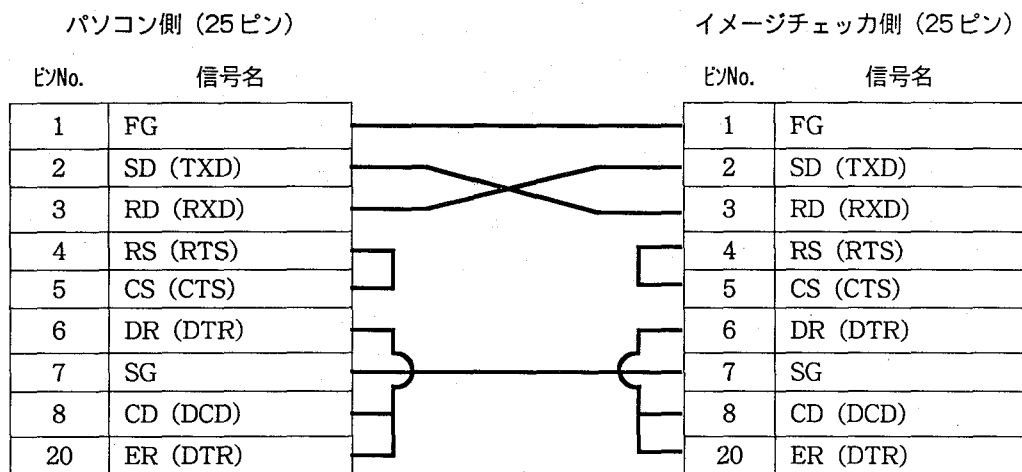 パソコン側（25ピン） イメージチェッカ側（25ピン）
ピンNo. 信号名 ピンNo. 信号名
1 FG 1 FG
2 SD (TXD) 2 SD (TXD)
3 RD (RXD) 3 RD (RXD)
4 RS (RTS) 4 RS (RTS)
5 CS (CTS) 5 CS (CTS)
6 DR (DTR) 6 DR (DTR)
7 SG 7 SG
8 CD (DCD) 8 CD (DCD)
20 ER (DTR) 20 ER (DTR)